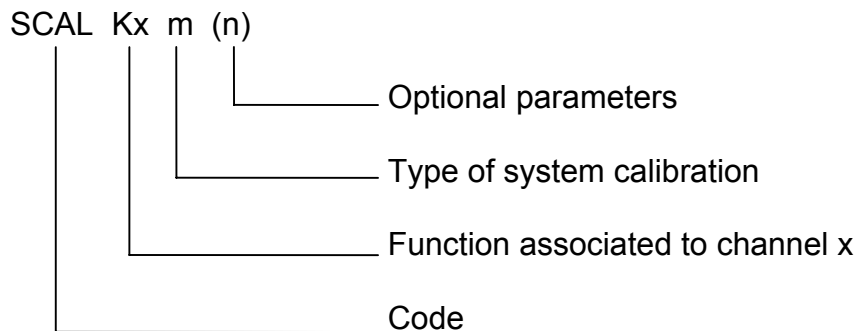 SCAL Kx m (n)
Optional parameters
Type of system calibration
Function associated to channel x
Code